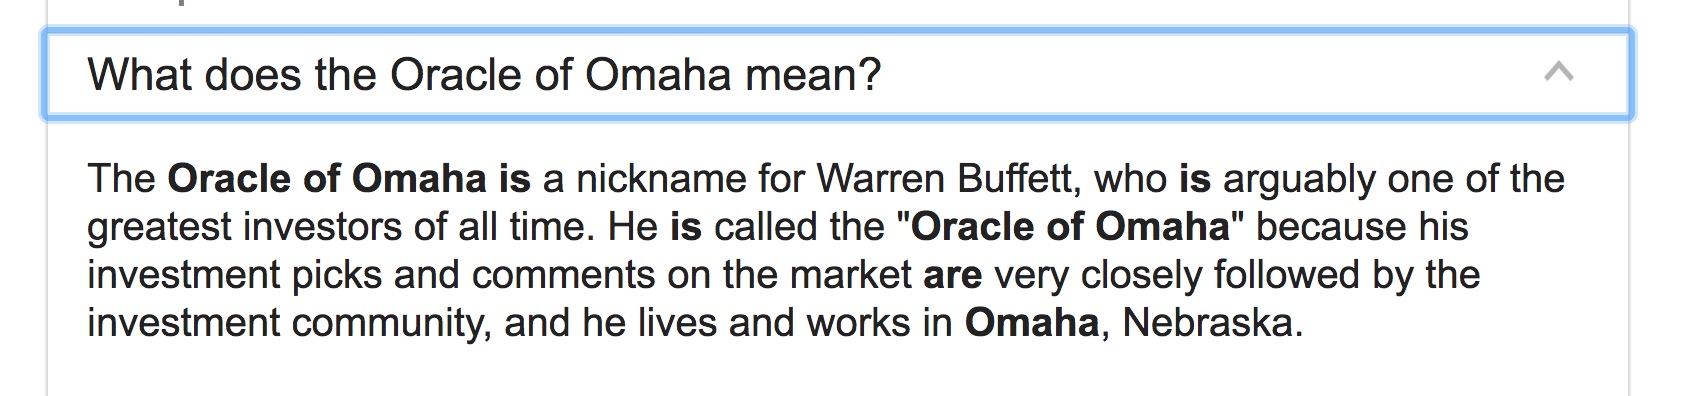 What does the Oracle of Omaha mean?
The Oracle of Omaha is a nickname for Warren Buffett, who is arguably one of the
greatest investors of all time. He is called the "Oracle of Omaha" because his
investment picks and comments on the market are very closely followed by the
investment community, and he lives and works in Omaha, Nebraska.